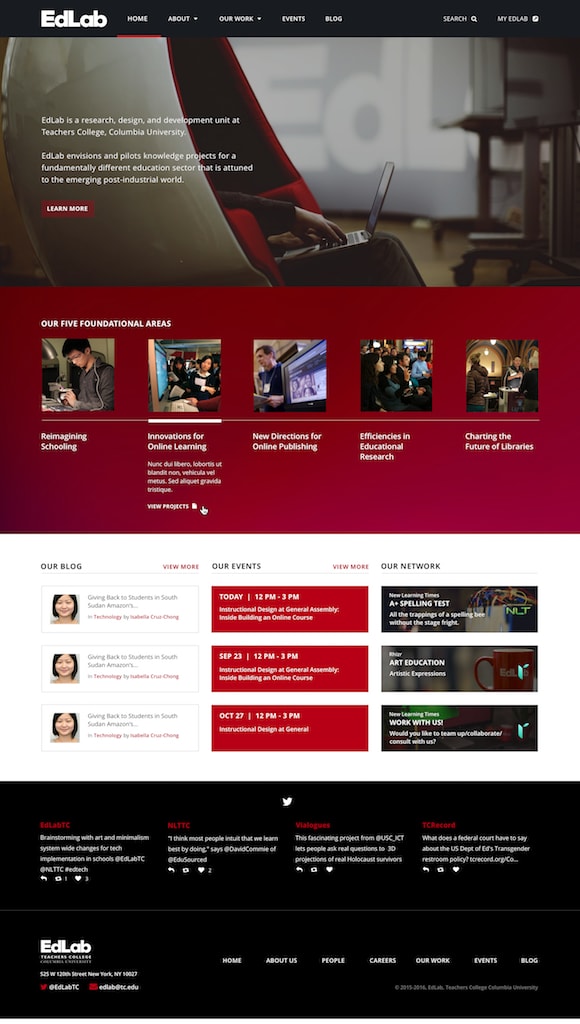 EdLab
HOME
ABOUT
OUR WORK
EVENTS
BLOG
SEARCH
MY EDLAB
EdLab is a research, design, and development unit at
Teachers College, Columbia University.
EdLab envisions and pilots knowledge projects for a
fundamentally different education sector that is attuned
to the emerging post-industrial world.
LEARN MORE
OUR FIVE FOUNDATIONAL AREAS
Reimagining
Schooling
Innovations for
Online Learning
Nunc dui libero, lobortis ut
blandit non, vehicula vel
metus. Sed aliquet gravida
tristique.
VIEW PROJECTS
New Directions for
Online Publishing
Efficiencies in
Educational
Research
Charting the
Future of Libraries
OUR BLOG
VIEW MORE
Giving Back to Students in South
Sudan Amazon's...
in Technology by Isabella Cruz-Chong
Giving Back to Students in South
Sudan Amazon's...
in Technology by Isabella Cruz-Chong
Giving Back to Students in South
Sudan Amazon's...
in Technology by Isabella Cruz-Chong
OUR EVENTS
VIEW MORE
TODAY | 12 PM - 3 PM
Instructional Design at General Assembly:
Inside Building an Online Course
SEP 23 | 12 PM - 3 PM
Instructional Design at General Assembly:
Inside Building an Online Course
OCT 27 | 12 PM - 3 PM
Instructional Design at General
OUR NETWORK
New Learning Times
A+ SPELLING TEST
All the trappings of a spelling bee
without the stage fright.
NLT
Rhizr
ART EDUCATION
Artistic Expressions
EdLab
New Learning Times
WORK WITH US!
Would you like to team up/collaborate/
consult with us?
EdLabTC
Brainstorming with art and minimalism
system wide changes for tech
implementation in schools @EdLabTC
@NLTTC #edtech
1
3
NLTTC
"I think most people intuit that we learn
best by doing," says @DavidCommie of
@EduSourced
2
Vialogues
This fascinating project from @USC_ICT
lets people ask real questions to 3D
projections of real Holocaust survivors
TCRecord
What does a federal court have to say
about the US Dept of Ed's Transgender
restroom policy? tcrecord.org/Co...
EdLab
TEACHERS COLLEGE
COLUMBIA UNIVERSITY
525 W 120th Street New York, NY 10027
@EdLabTC
edlab@tc.edu
HOME
ABOUT US
PEOPLE
CAREERS
OUR WORK
EVENTS
BLOG
© 2015-2016, EdLab, Teachers College Columbia University